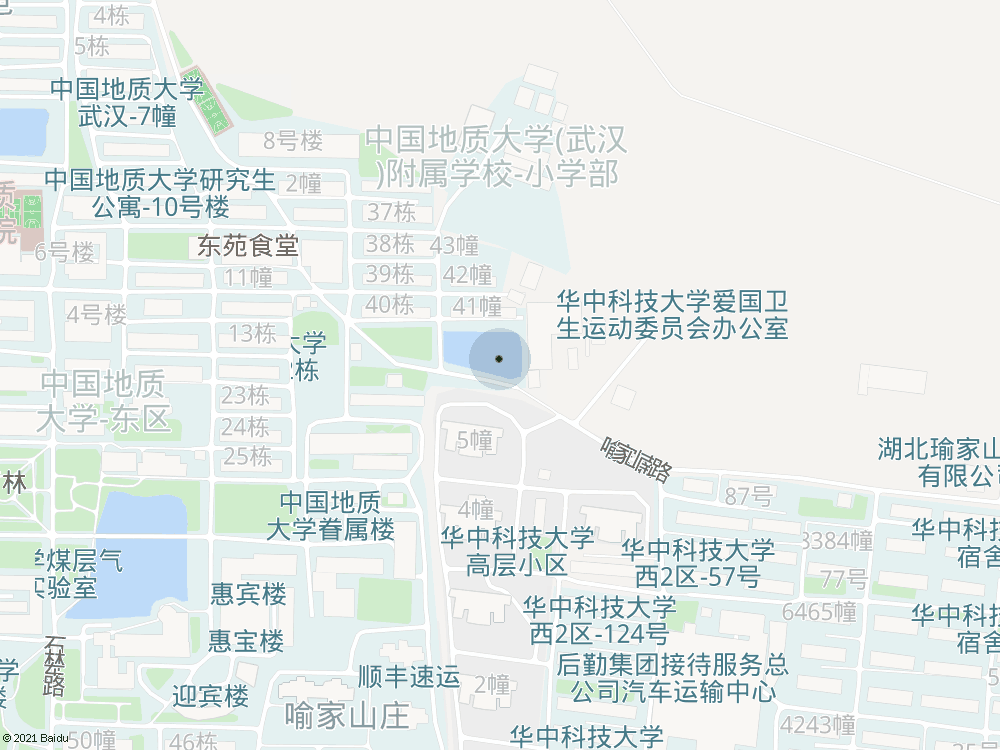 4栋
5栋
中国地质大学
武汉-7幢
8号楼
中国地质大学(武汉
)附属学校-小学部
中国地质大学研究生
公寓-10号楼
2幢
37栋
质
院
6号楼
东苑食堂
38栋
43幢
11幢
39栋
42幢
4号楼
40栋
41幢
华中科技大学爱国卫
生运动委员会办公室
13栋
大学
2栋
中国地质
大学-东区
23栋
24栋
25栋
5幢
喻家山南路
湖北瑜家山
有限公司
林
87号
中国地质
大学眷属楼
4幢
华中科技大学
高层小区
华中科技大学
西2区-57号
3384幢
华中科技
宿舍
学煤层气
实验室
77号
惠宾楼
华中科技大学
西2区-124号
6465幢
华中科技
宿舍
惠宝楼
石林路
学
楼
顺丰速运
后勤集团接待服务总
公司汽车运输中心
迎宾楼
2幢
喻家山庄
4243幢
华中科技大学
50幢
46栋
© 2021 Baidu